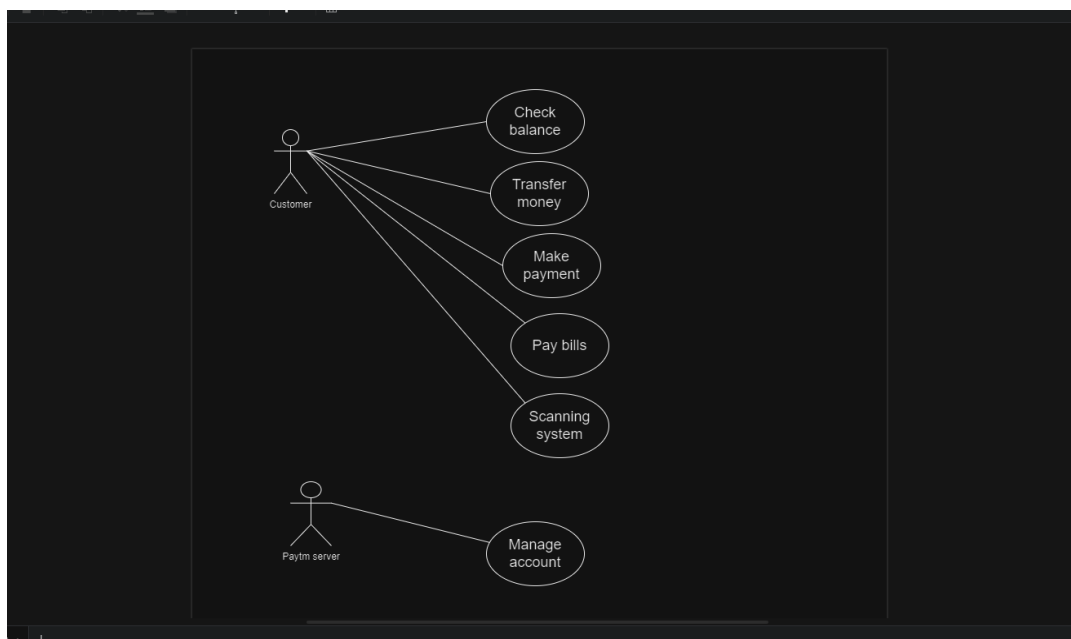 Check
balance
Transfer
money
Customer
Make
payment
Pay bills
Scanning
system
Paytm server
Manage
account